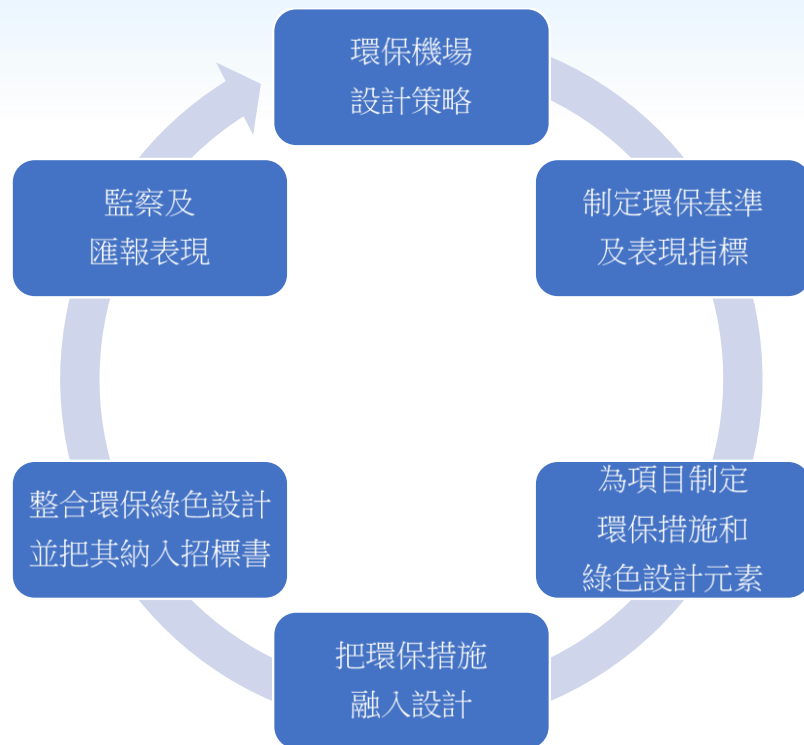 環保機場
設計策略
制定環保基準
及表現指標
為項目制定
環保措施和
綠色設計元素
把環保措施
融入設計
整合環保綠色設計
並把其納入招標書
監察及
匯報表現